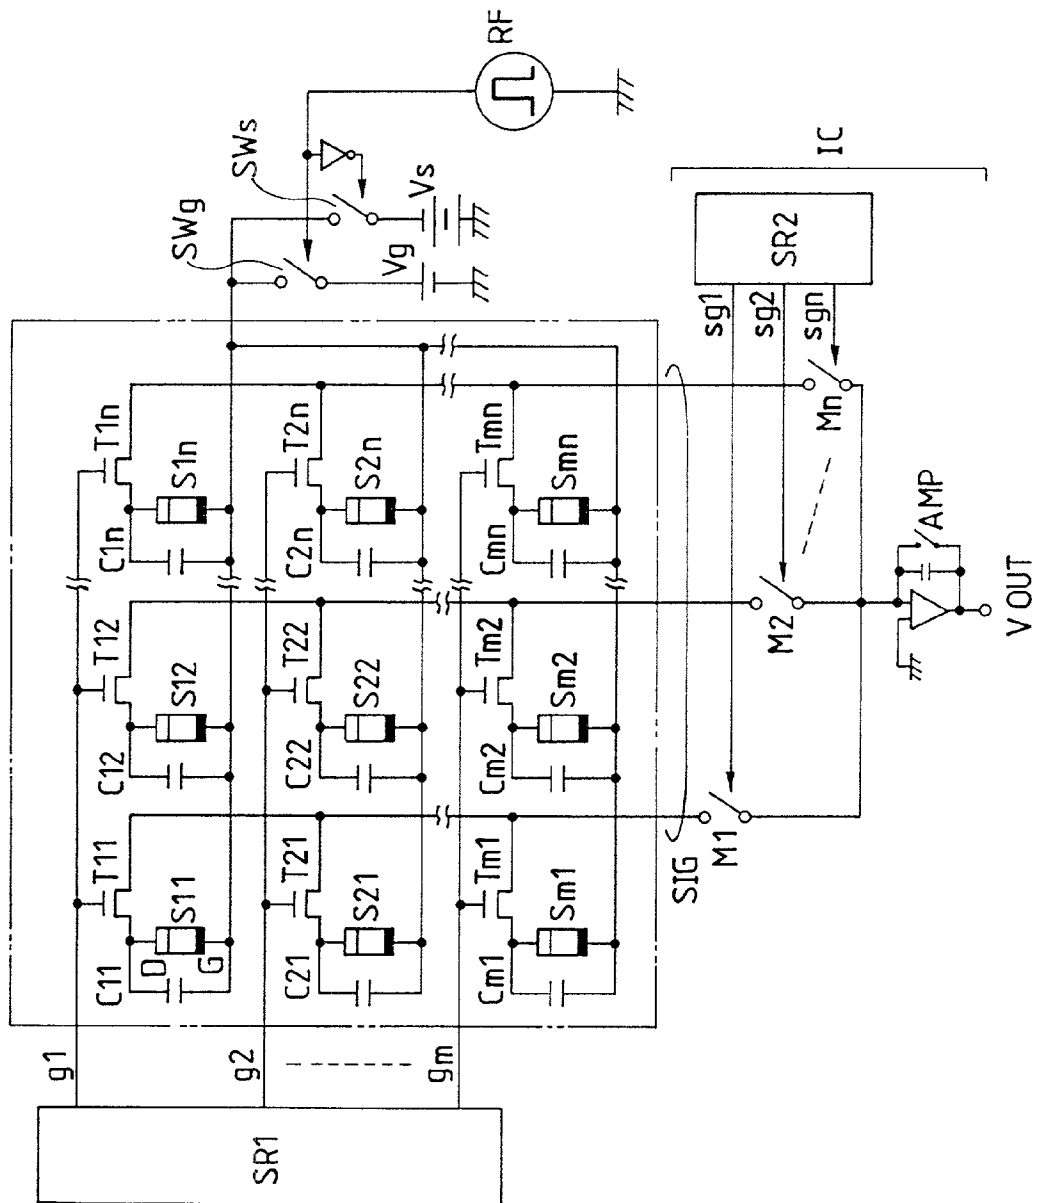 RF
SWs
SWg
Vs
Vg
IC
SR2
sg1
sg2
sgn
g1
T11
T12
T1n
C11
D
S11
G
C12
S12
C1n
S1n
g2
T21
T22
T2n
C21
S21
C22
S22
C2n
S2n
gm
Tm1
Tm2
Tmn
Cm1
Sm1
Cm2
Sm2
Cmn
Smn
SR1
SIG
M1
M2
Mn
AMP
V OUT